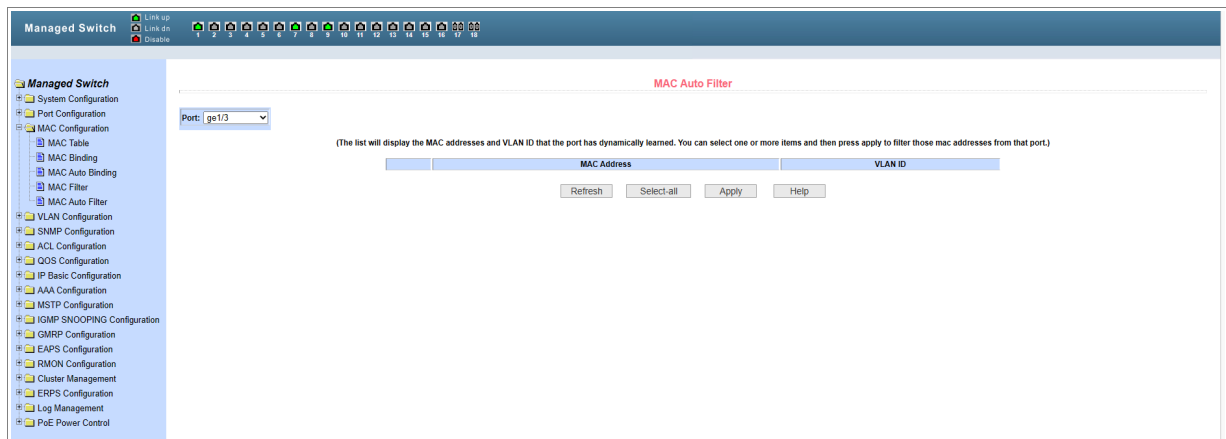 Managed Switch
Link up
Link dn
Disable
1 2 3 4 5 6 7 8 9 10 11 12 13 14 15 16 17 18
Managed Switch
System Configuration
Port Configuration
MAC Configuration
MAC Table
MAC Binding
MAC Auto Binding
MAC Filter
MAC Auto Filter
VLAN Configuration
SNMP Configuration
ACL Configuration
QOS Configuration
IP Basic Configuration
AAA Configuration
MSTP Configuration
IGMP SNOOPING Configuration
GMRP Configuration
EAPS Configuration
RMON Configuration
Cluster Management
ERPS Configuration
Log Management
PoE Power Control
MAC Auto Filter
Port: ge1/3
(The list will display the MAC addresses and VLAN ID that the port has dynamically learned. You can select one or more items and then press apply to filter those mac addresses from that port.)
MAC Address VLAN ID
Refresh Select-all Apply Help